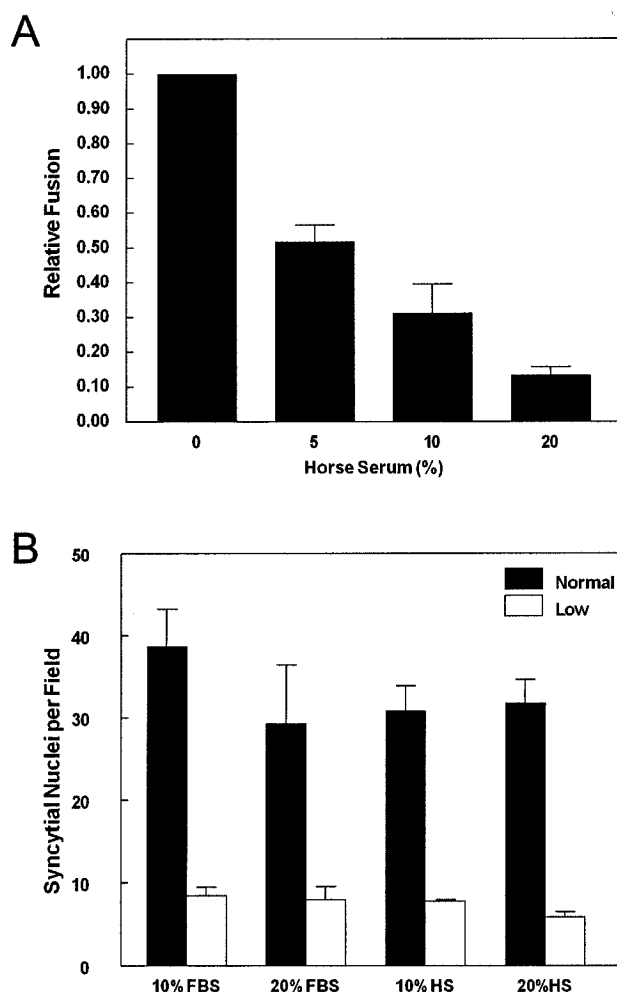 A
1.00
0.90
0.80
0.70
0.60
0.50
0.40
0.30
0.20
0.10
0.00
Relative Fusion
0 5 10 20
Horse Serum (%)
B
50
40
30
20
10
0
Syncytial Nuclei per Field
Normal
Low
10% FBS 20% FBS 10% HS 20%HS